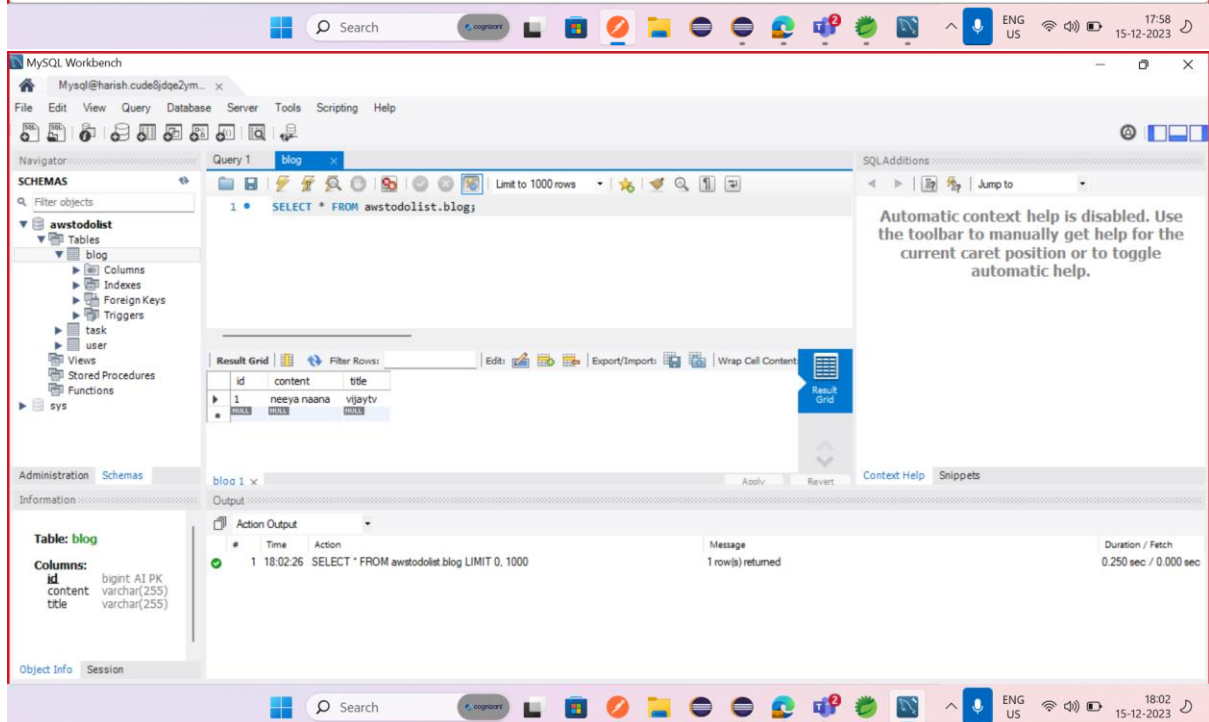 Search
cognizant
2
ENG
US
17:58
15-12-2023
MySQL Workbench
Mysql@harish.cude8jdqe2ym... ×
File Edit View Query Database Server Tools Scripting Help
Navigator
SCHEMAS
Filter objects
awstodolist
Tables
blog
Columns
Indexes
Foreign Keys
Triggers
task
user
Views
Stored Procedures
Functions
sys
Administration Schemas
Query 1 blog ×
Limit to 1000 rows
1 SELECT * FROM awstodolist.blog;
Result Grid Filter Rows: Edit: Export/Import: Wrap Cell Content:
id content title
1 neeya naana vijaytv
NULL NULL NULL
Result
Grid
blog 1 × Apply Revert
SQLAdditions
Jump to
Automatic context help is disabled. Use
the toolbar to manually get help for the
current caret position or to toggle
automatic help.
Context Help Snippets
Information
Table: blog
Columns:
id bigint AI PK
content varchar(255)
title varchar(255)
Object Info Session
Output
Action Output
# Time Action Message Duration / Fetch
1 18:02:26 SELECT * FROM awstodolist.blog LIMIT 0, 1000 1 row(s) returned 0.250 sec / 0.000 sec
Search
cognizant
2
ENG
US
18:02
15-12-2023